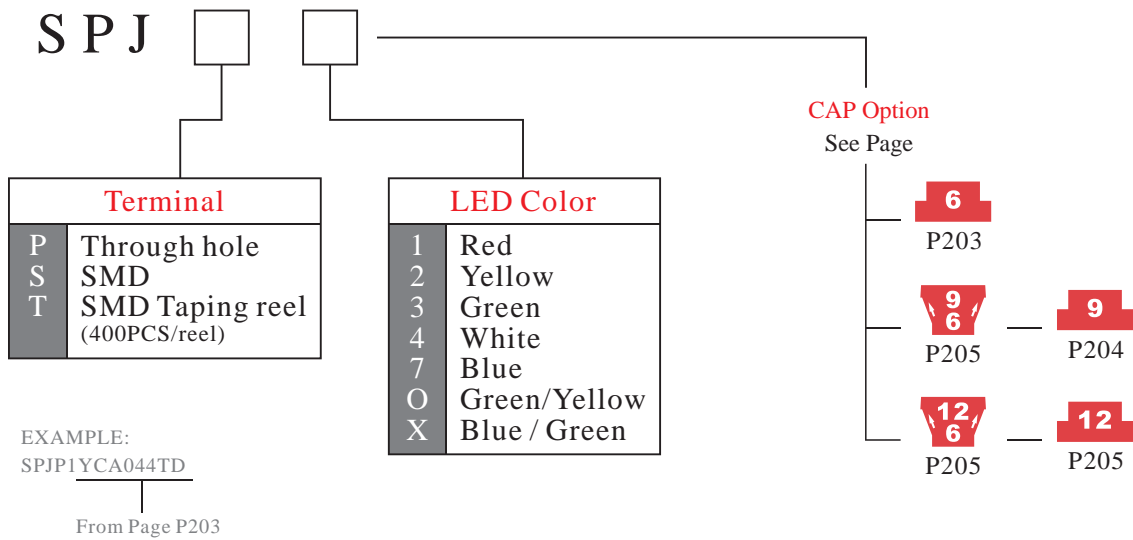 SPJ
CAP Option
See Page
Terminal
P Through hole
S SMD
T SMD Taping reel
(400PCS/reel)
LED Color
1 Red
2 Yellow
3 Green
4 White
7 Blue
O Green/Yellow
X Blue / Green
6
P203
9
6
P205
9
P204
12
6
P205
12
P205
EXAMPLE:
SPJP1YCA044TD
From Page P203